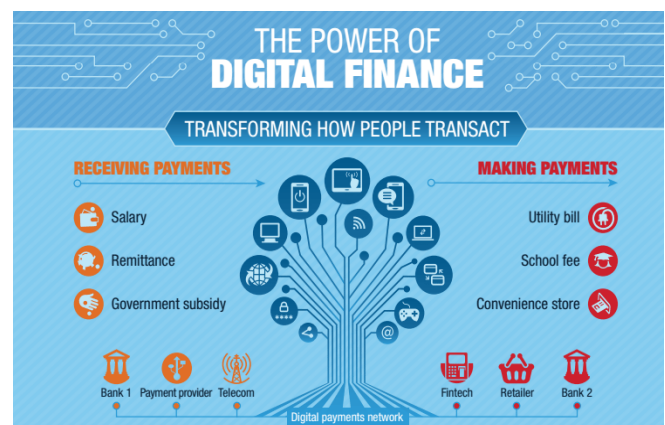 THE POWER OF
DIGITAL FINANCE
TRANSFORMING HOW PEOPLE TRANSACT
RECEIVING PAYMENTS
Salary
Remittance
Government subsidy
MAKING PAYMENTS
Utility bill
School fee
Convenience store
@
Bank 1
Payment provider
Telecom
Fintech
Retailer
Bank 2
Digital payments network